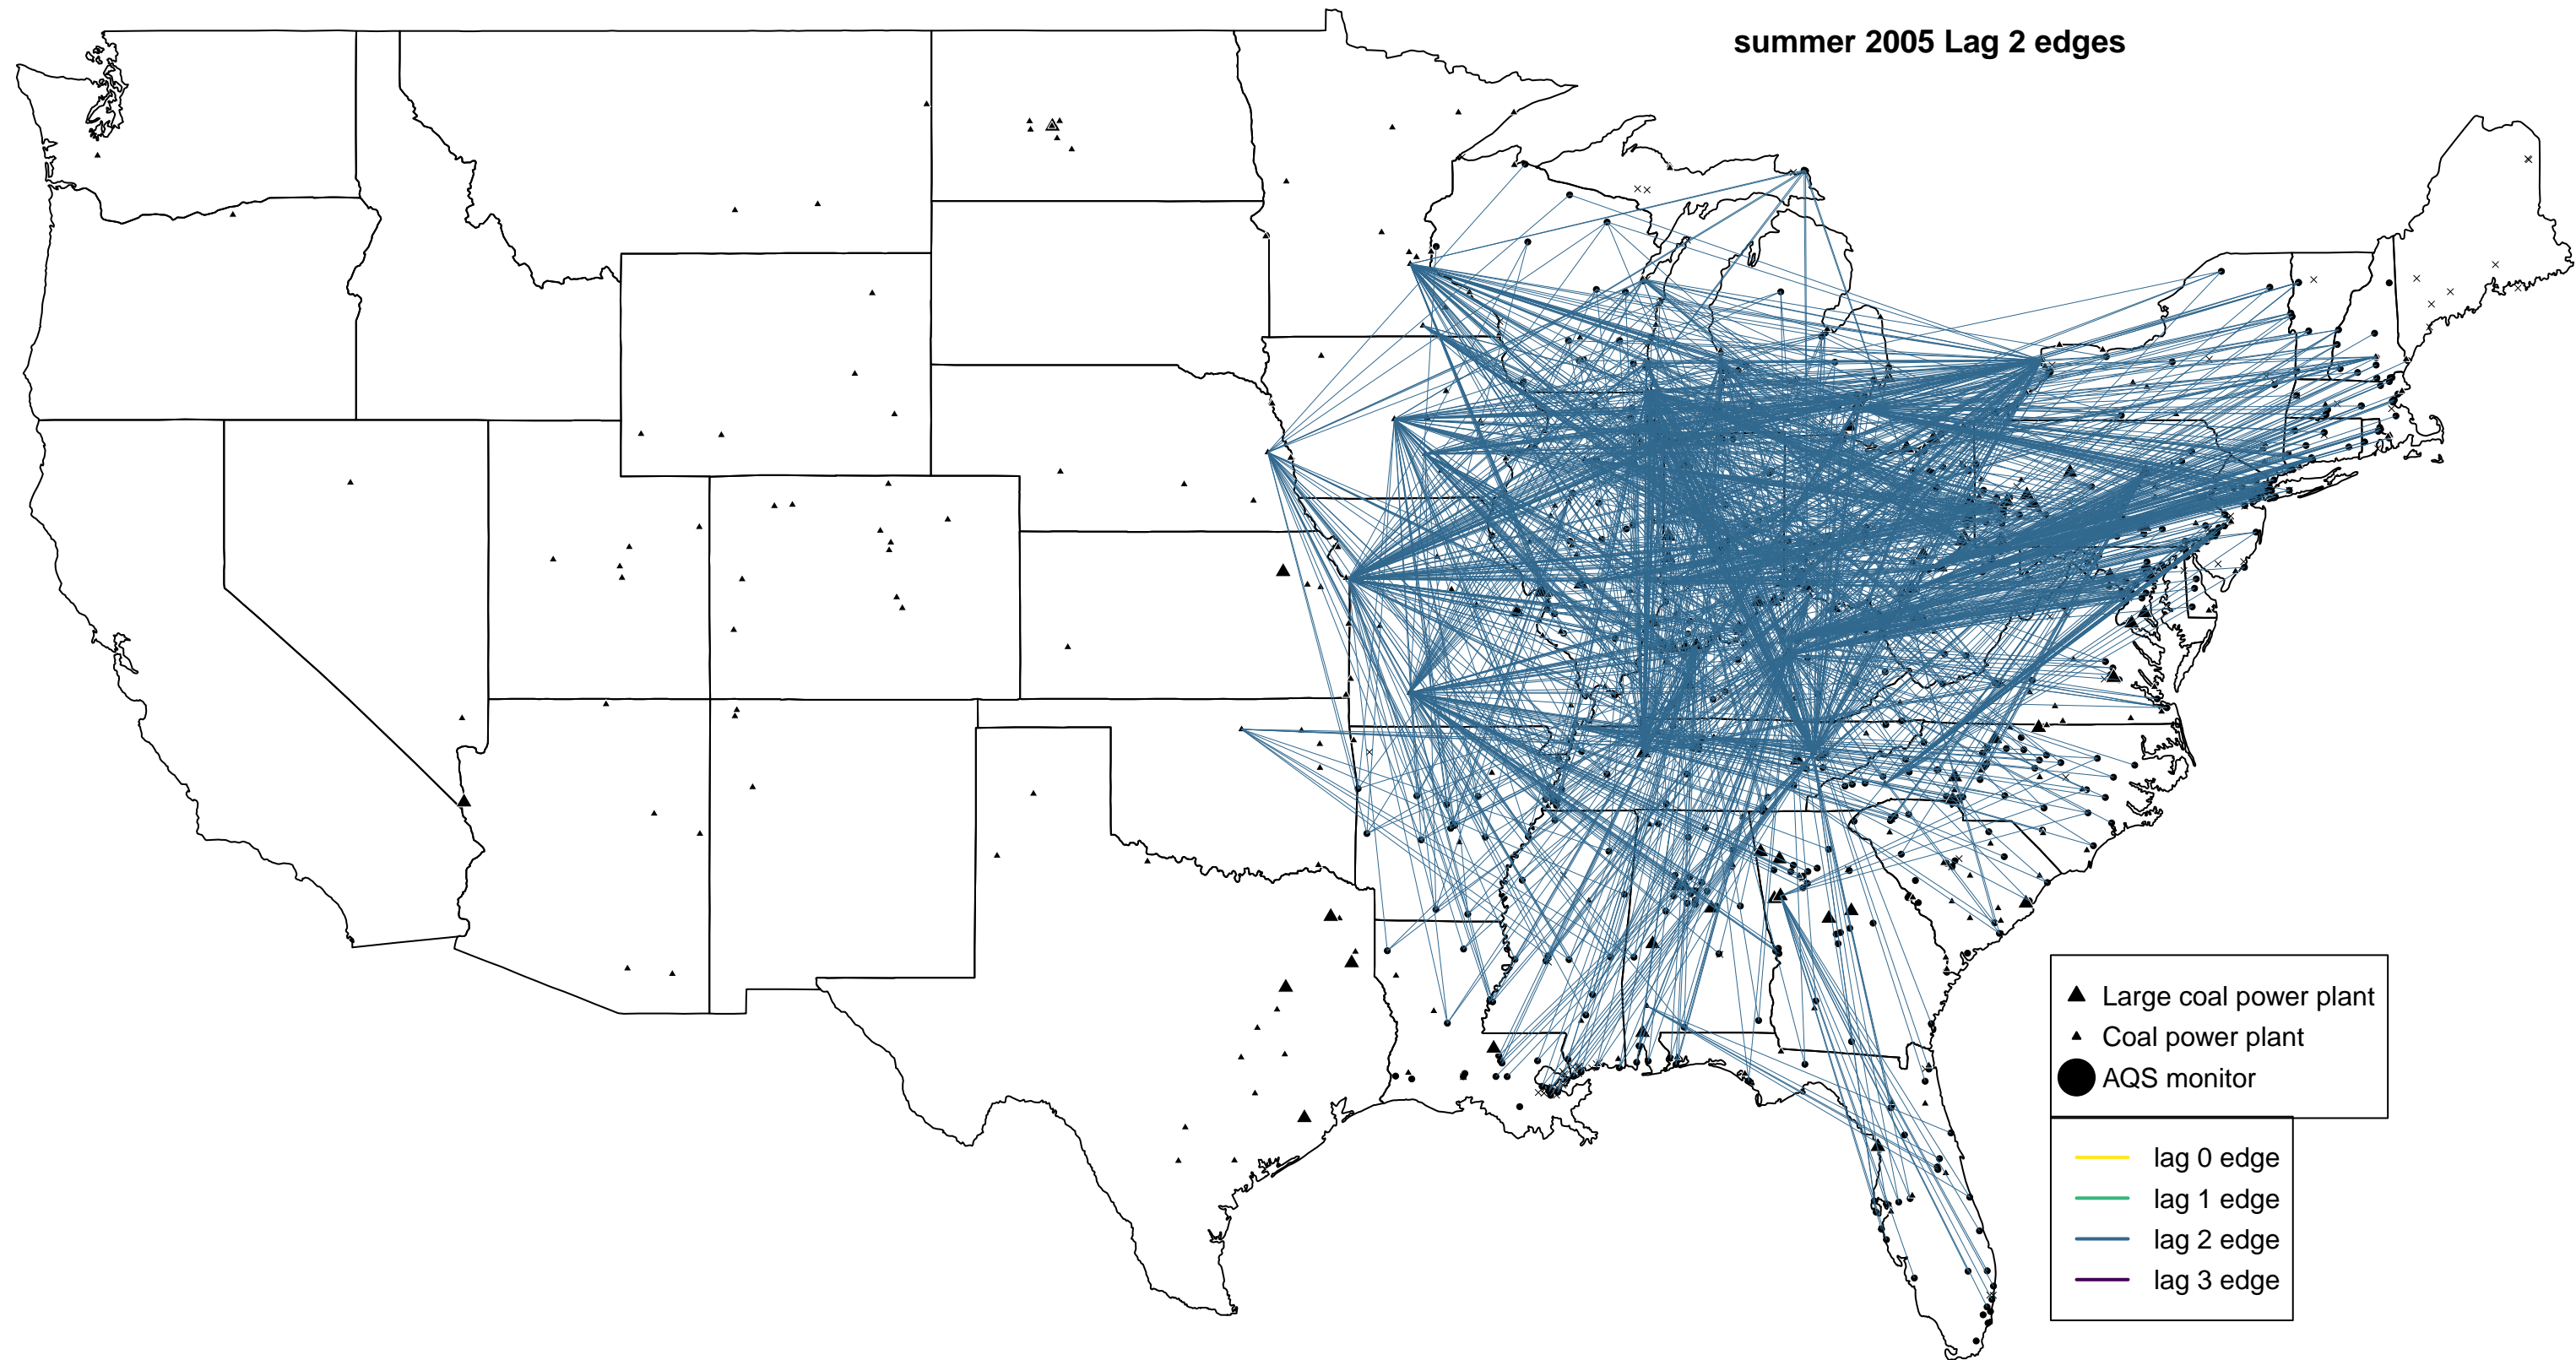 summer 2005 Lag 2 edges
Large coal power plant
Coal power plant
AQS monitor
lag 0 edge
lag 1 edge
lag 2 edge
lag 3 edge